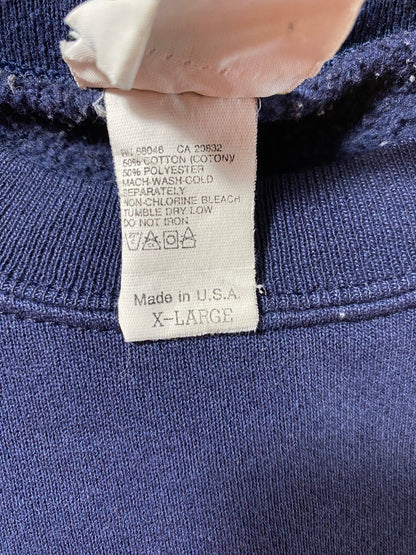 RN 68046 CA 20832
50% COTTON (COTON)
50% POLYESTER
MACH-WASH-COLD
SEPARATELY
NON-CHLORINE BLEACH
TUMBLE DRY LOW
DO NOT IRON
Made in U.S.A.
X-LARGE